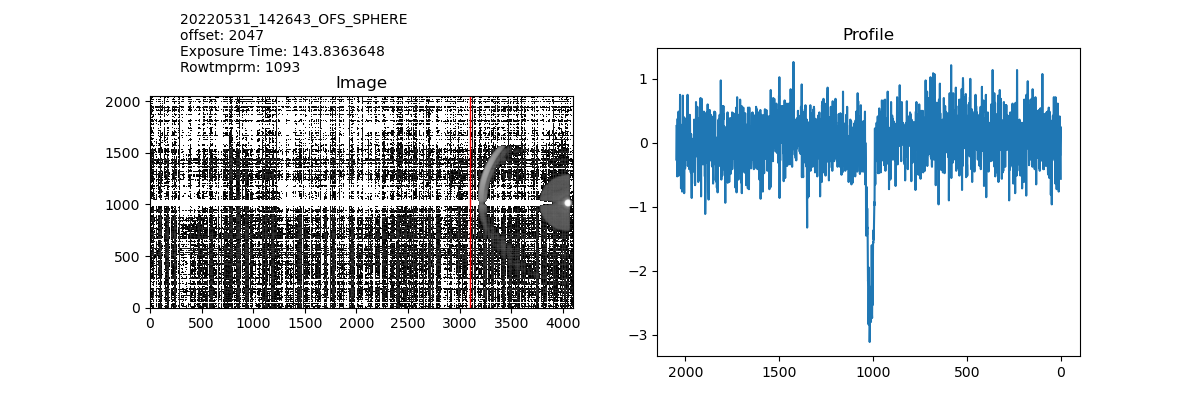 20220531_142643_OFS_SPHERE
offset: 2047
Exposure Time: 143.8363648
Rowtmprm: 1093
Image
2000
1500
1000
500
0
0 500 1000 1500 2000 2500 3000 3500 4000
Profile
1
0
−1
−2
−3
2000 1500 1000 500 0